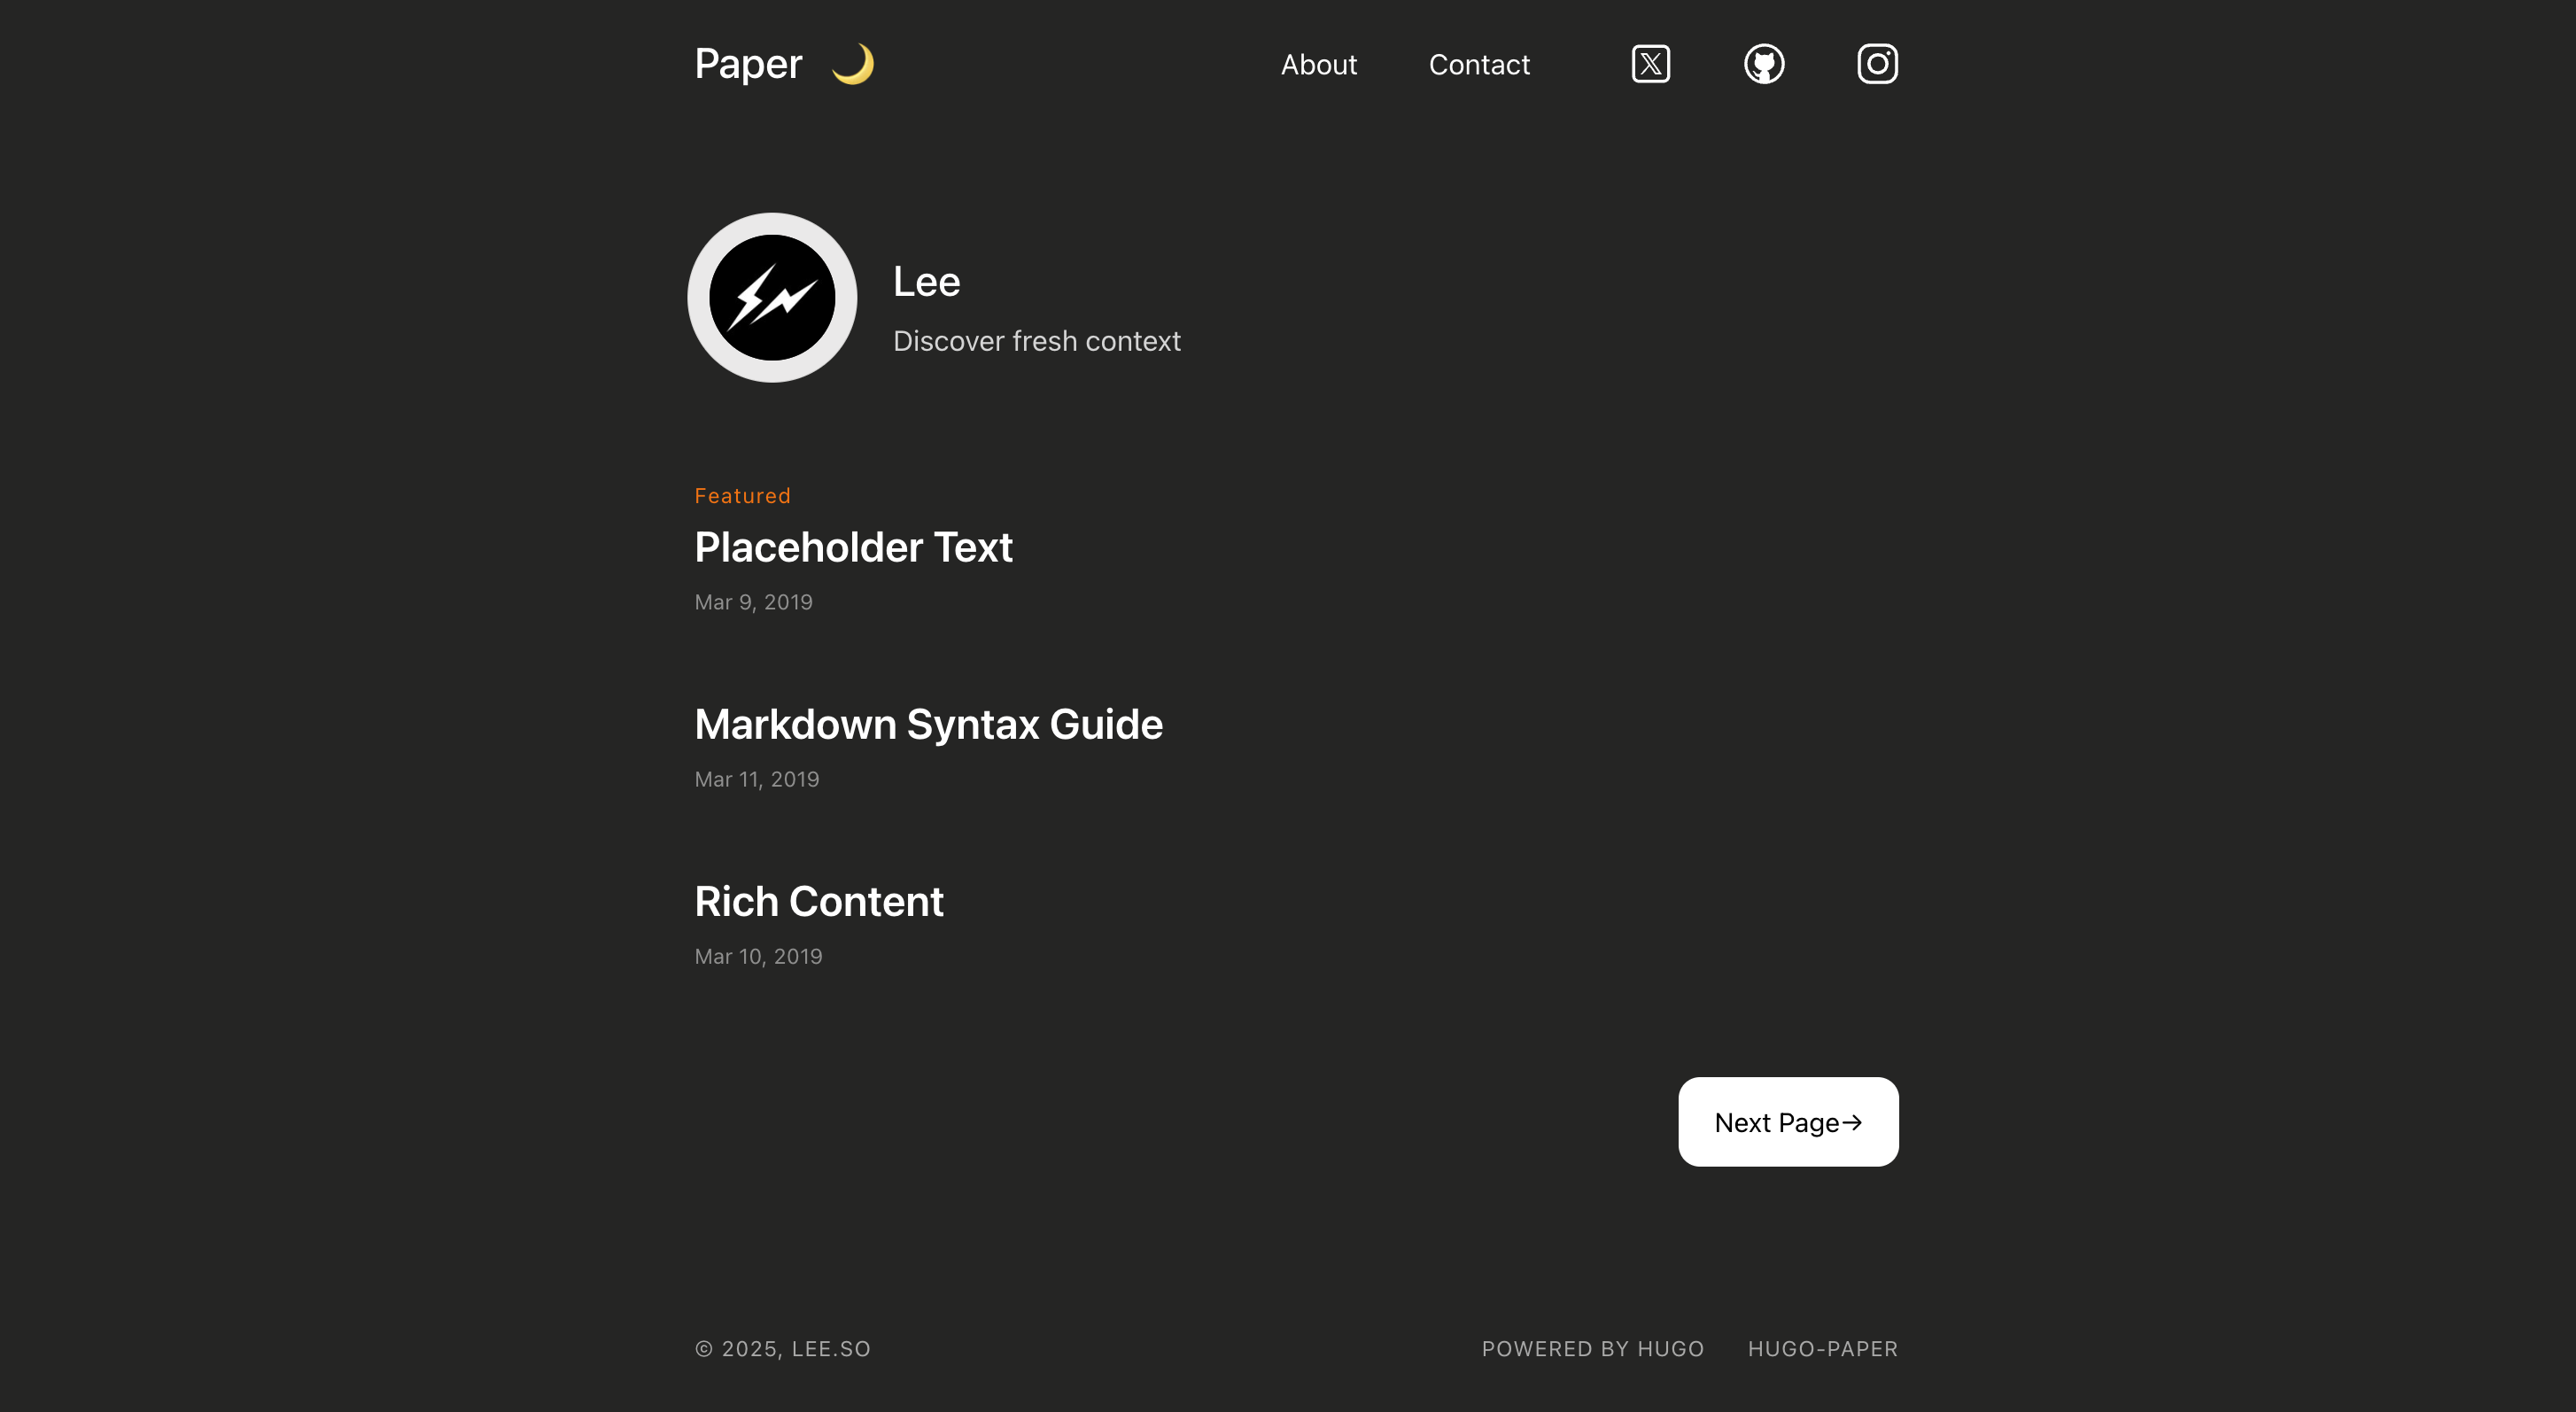 Paper 🌙
About Contact
Lee
Discover fresh context
Featured
Placeholder Text
Mar 9, 2019
Markdown Syntax Guide
Mar 11, 2019
Rich Content
Mar 10, 2019
Next Page→
© 2025, LEE.SO
POWERED BY HUGO HUGO-PAPER